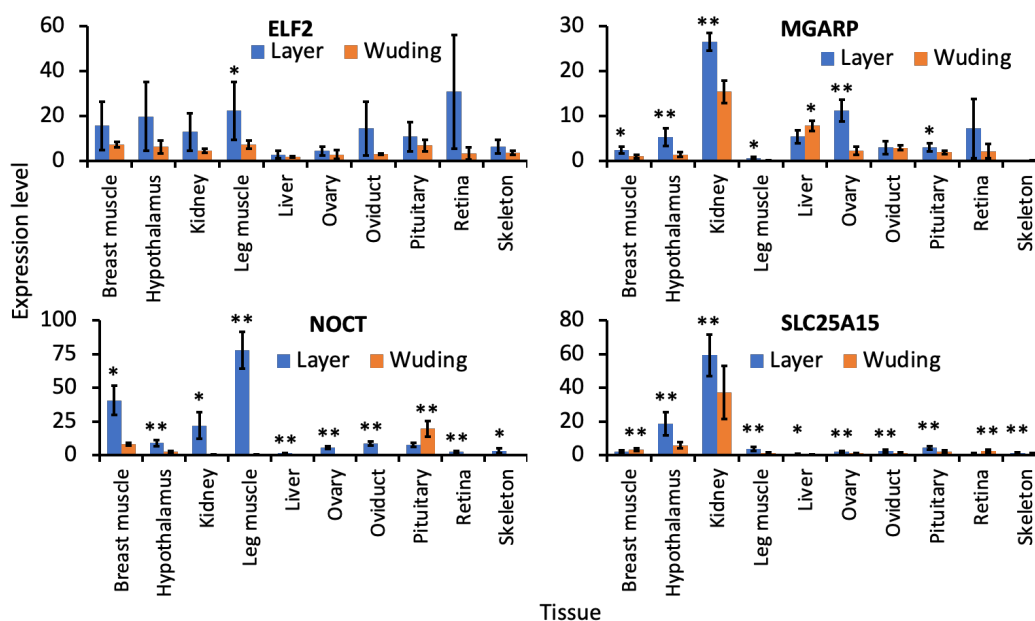 Expression level
ELF2
Layer Wuding
60
40
20
0
*
Breast muscle
Hypothalamus
Kidney
Leg muscle
Liver
Ovary
Oviduct
Pituitary
Retina
Skeleton
MGARP
Layer Wuding
30
20
10
0
* ** ** * * ** *
Breast muscle
Hypothalamus
Kidney
Leg muscle
Liver
Ovary
Oviduct
Pituitary
Retina
Skeleton
NOCT
Layer Wuding
100
75
50
25
0
* ** * ** ** ** ** ** ** *
Breast muscle
Hypothalamus
Kidney
Leg muscle
Liver
Ovary
Oviduct
Pituitary
Retina
Skeleton
SLC25A15
Layer Wuding
80
60
40
20
0
** ** ** ** * ** ** ** ** **
Breast muscle
Hypothalamus
Kidney
Leg muscle
Liver
Ovary
Oviduct
Pituitary
Retina
Skeleton
Tissue